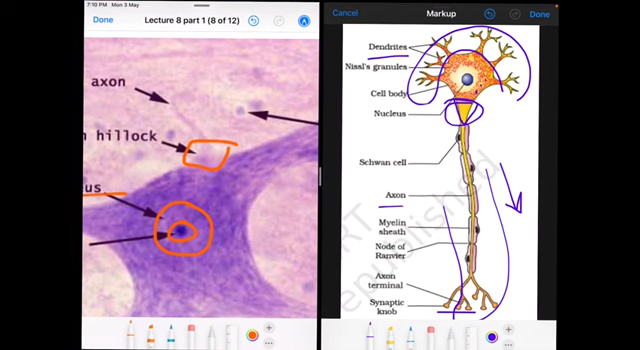 7:10 PM Mon 3 May
Lecture 8 part 1 (8 of 12)
Done
axon
n hillock
us
Cancel
Markup
Done
Dendrites
Nissl's granules
Cell body
Nucleus
Schwan cell
Axon
Myelin
sheath
Node of
Ranvier
Axon
terminal
Synaptic
knob
republished